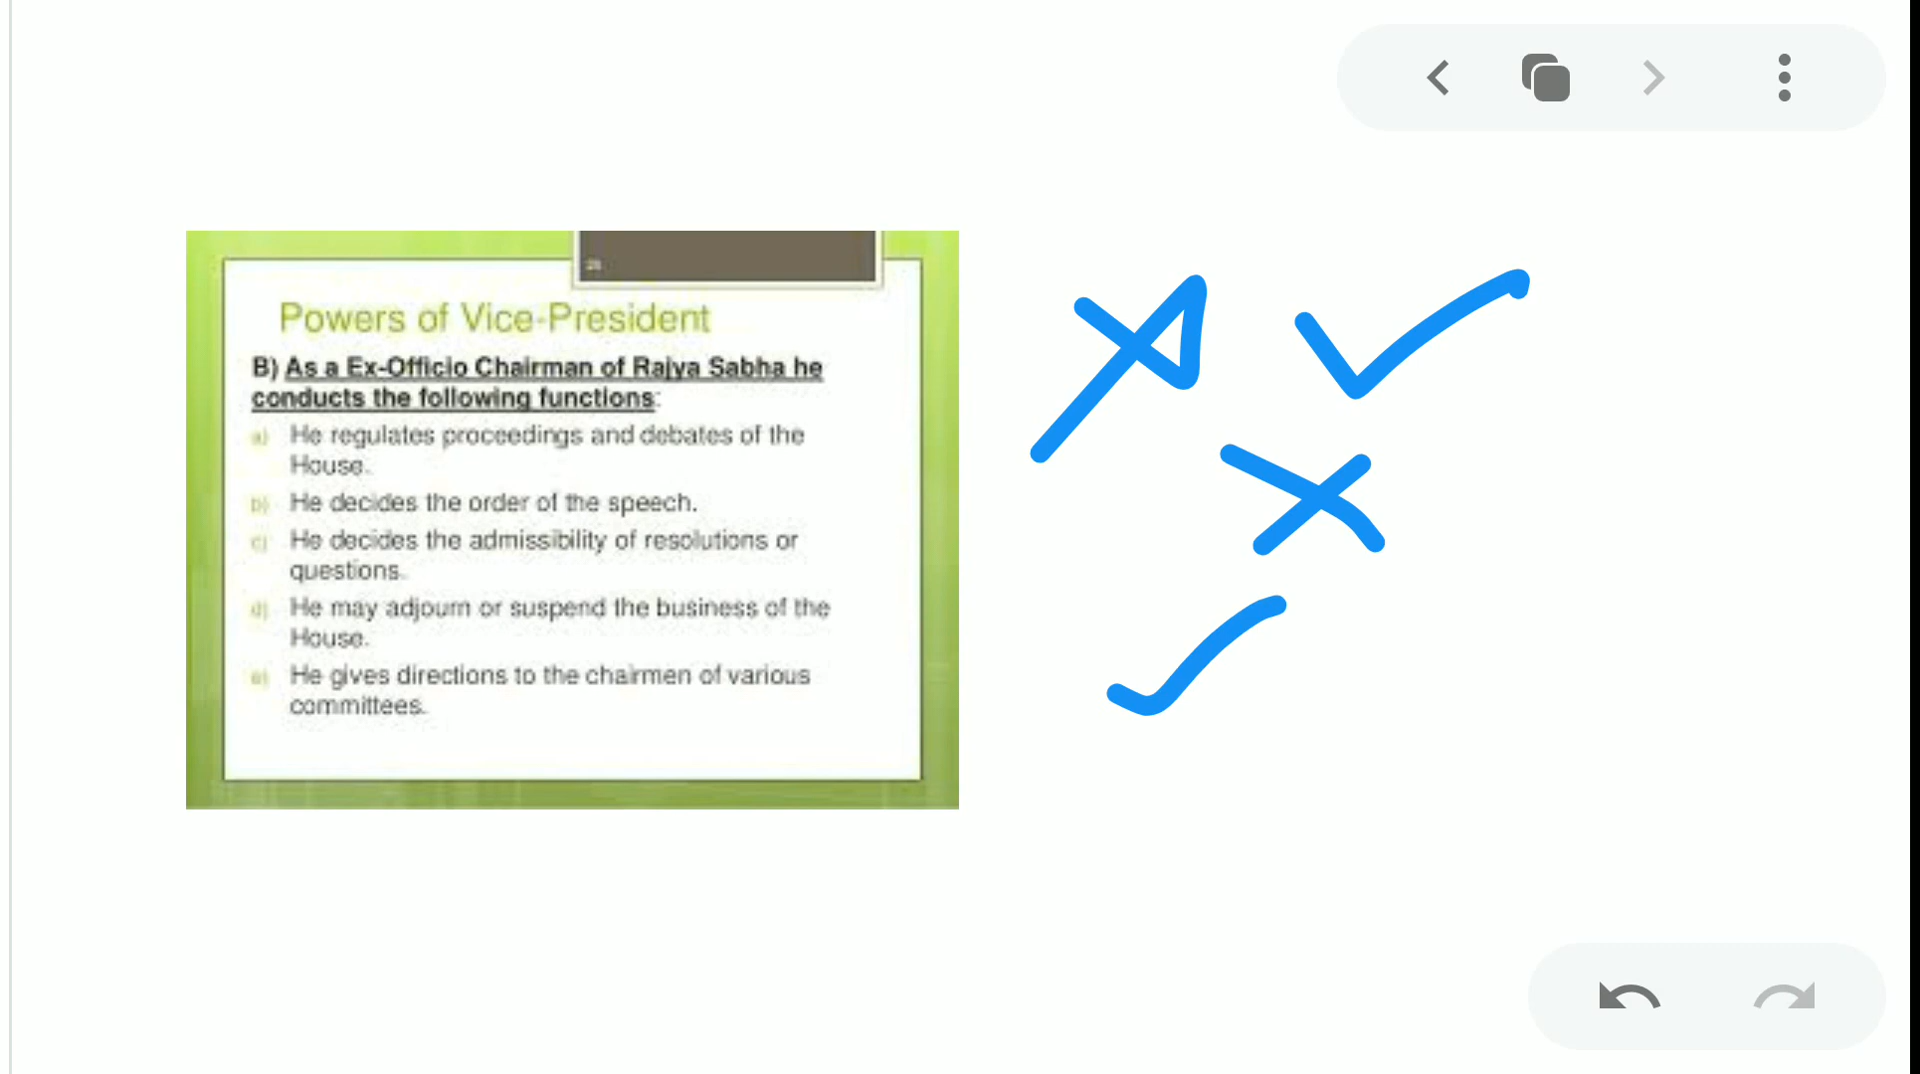 Powers of Vice-President
B) As a Ex-Officio Chairman of Rajya Sabha he
conducts the following functions:
a) He regulates proceedings and debates of the
House.
b) He decides the order of the speech.
c) He decides the admissibility of resolutions or
questions.
d) He may adjourn or suspend the business of the
House.
e) He gives directions to the chairmen of various
committees.